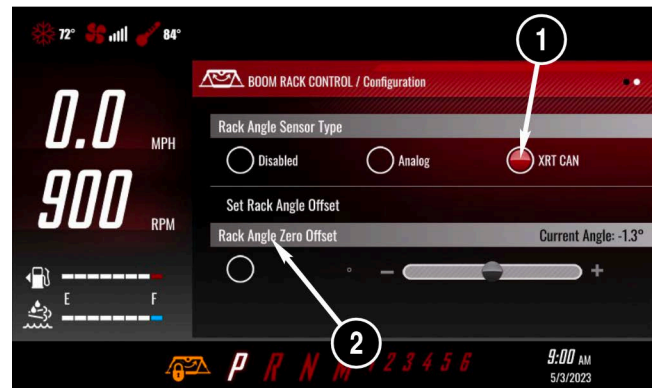 72° 84°
1
BOOM RACK CONTROL / Configuration
0.0 MPH
Rack Angle Sensor Type
Disabled Analog XRT CAN
900 RPM
Set Rack Angle Offset
Rack Angle Zero Offset Current Angle: -1.3°
° − +
E F
2
P R N M 1 2 3 4 5 6
9:00 AM
5/3/2023